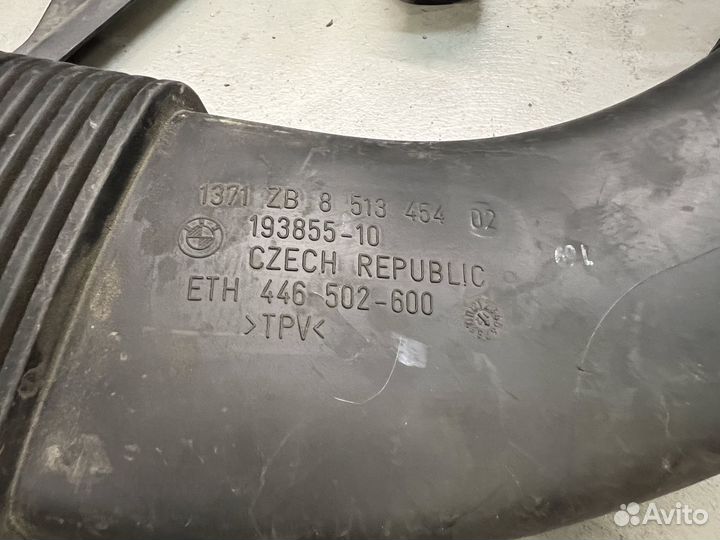 1371 ZB 8 513 454 02
193855-10
CZECH REPUBLIC
ETH 446 502-600
>TPV<
Avito